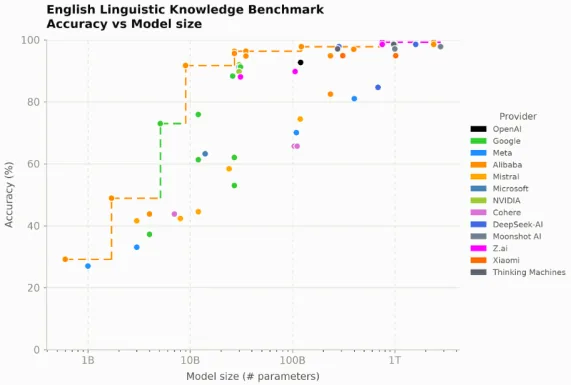 English Linguistic Knowledge Benchmark
Accuracy vs Model size
100
80
60
40
20
0
Accuracy (%)
1B
10B
100B
1T
Model size (# parameters)
Provider
OpenAI
Google
Meta
Alibaba
Mistral
Microsoft
NVIDIA
Cohere
DeepSeek-AI
Moonshot AI
Z.ai
Xiaomi
Thinking Machines